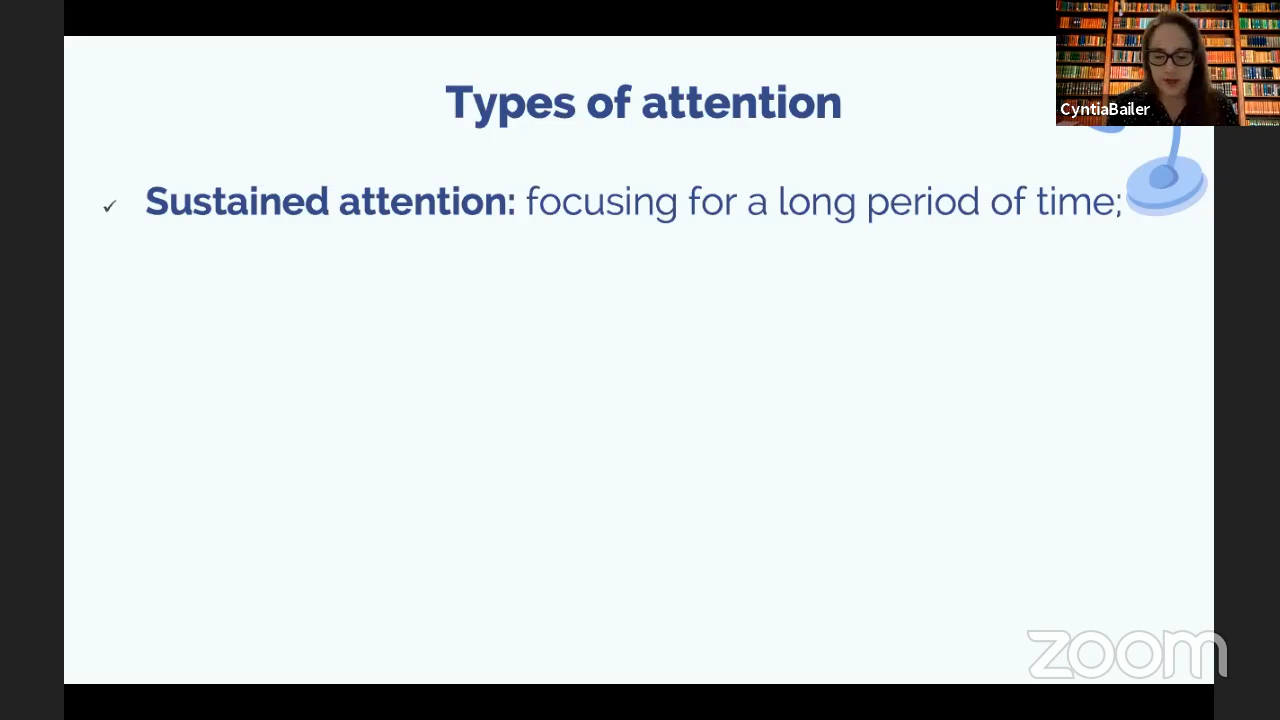 Types of attention
CyntiaBailer
✓ Sustained attention: focusing for a long period of time;
zoom